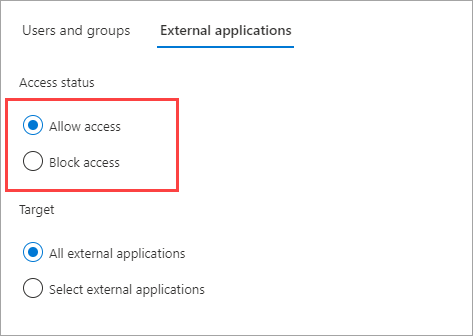 Users and groups
External applications
Access status
Allow access
Block access
Target
All external applications
Select external applications